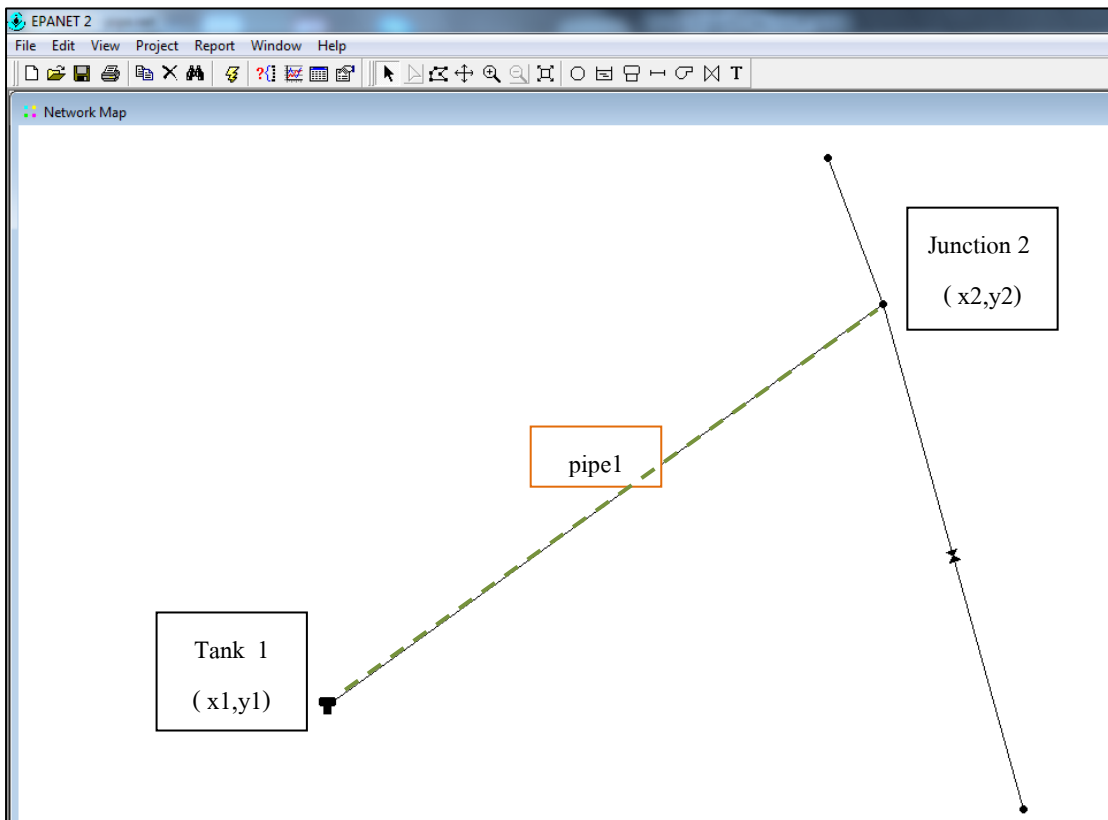 EPANET 2
File Edit View Project Report Window Help
T
Network Map
Junction 2
( x2,y2)
pipe1
Tank 1
( x1,y1)